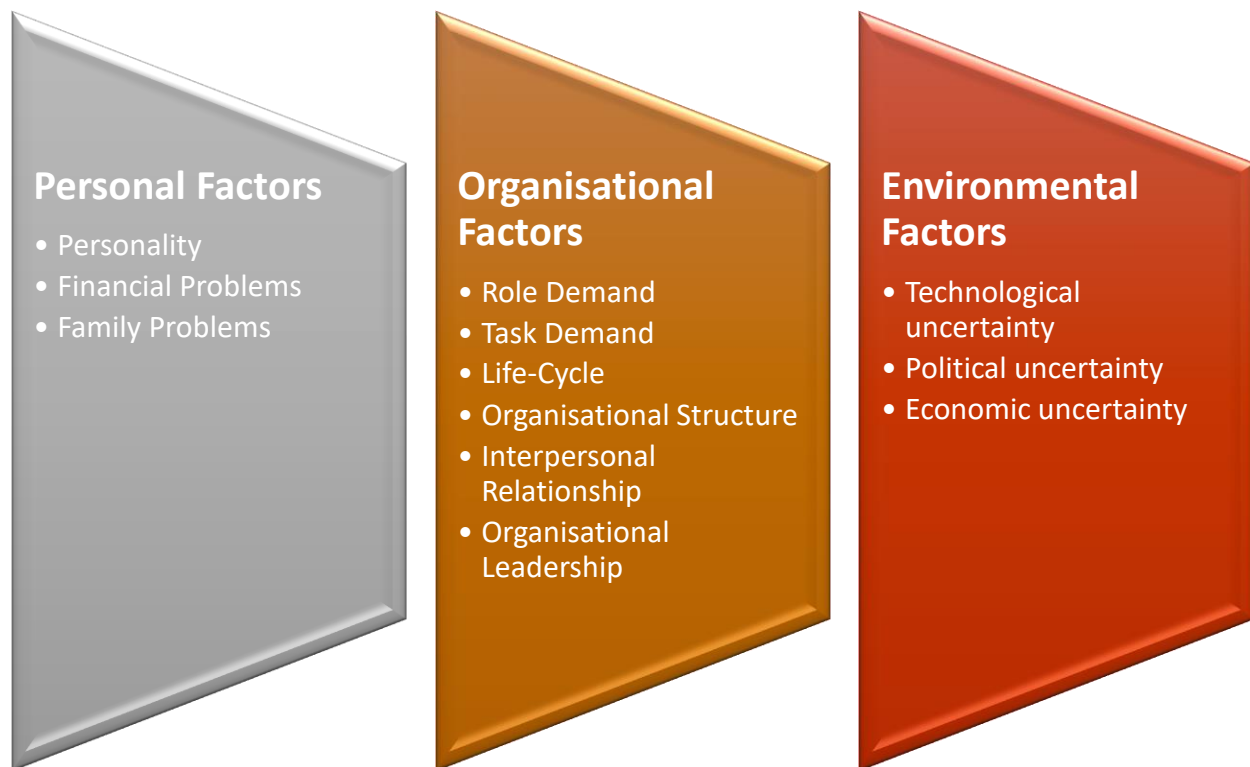 Personal Factors
• Personality
• Financial Problems
• Family Problems
Organisational
Factors
• Role Demand
• Task Demand
• Life-Cycle
• Organisational Structure
• Interpersonal
Relationship
• Organisational
Leadership
Environmental
Factors
• Technological
uncertainty
• Political uncertainty
• Economic uncertainty